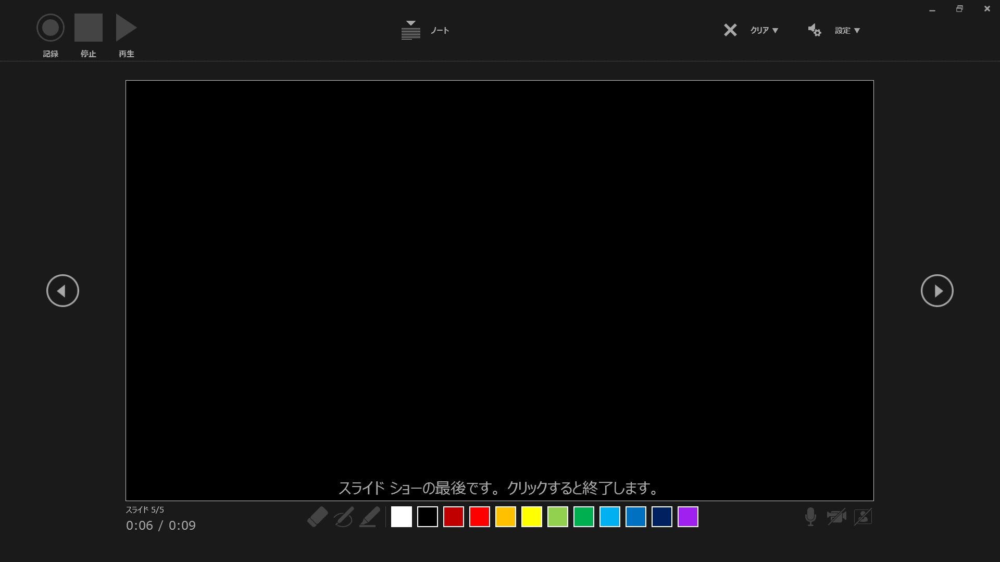 記録
停止
再生
ノート
クリア
設定
スライド ショーの最後です。クリックすると終了します。
スライド 5/5
0:06 / 0:09